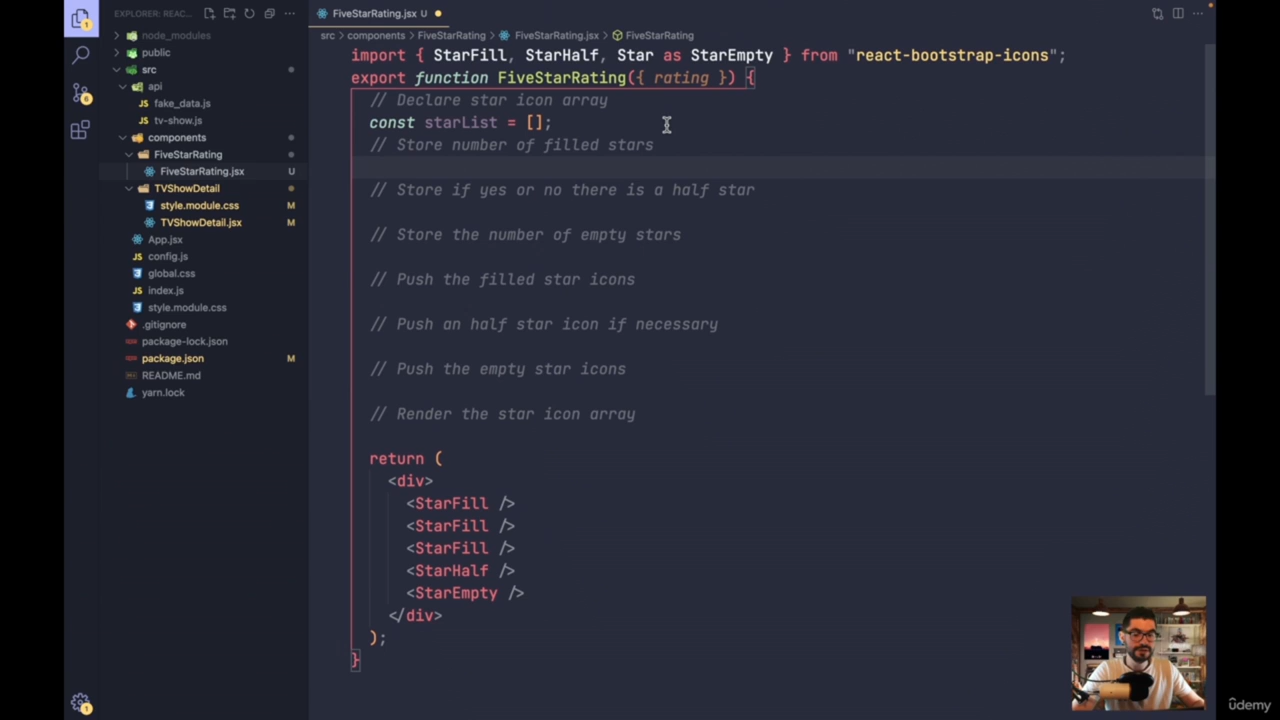 EXPLORER: REAC...
FiveStarRating.jsx U
src > components > FiveStarRating > FiveStarRating.jsx > FiveStarRating
node_modules
public
src
api
fake_data.js
tv-show.js
components
FiveStarRating
FiveStarRating.jsx U
TVShowDetail
style.module.css M
TVShowDetail.jsx M
App.jsx
config.js
global.css
index.js
style.module.css
.gitignore
package-lock.json
package.json M
README.md
yarn.lock
1
6
1
import { StarFill, StarHalf, Star as StarEmpty } from "react-bootstrap-icons";
export function FiveStarRating({ rating }) {
// Declare star icon array
const starList = [];
// Store number of filled stars
// Store if yes or no there is a half star
// Store the number of empty stars
// Push the filled star icons
// Push an half star icon if necessary
// Push the empty star icons
// Render the star icon array
return (
<div>
<StarFill />
<StarFill />
<StarFill />
<StarHalf />
<StarEmpty />
</div>
);
}
ûdemy